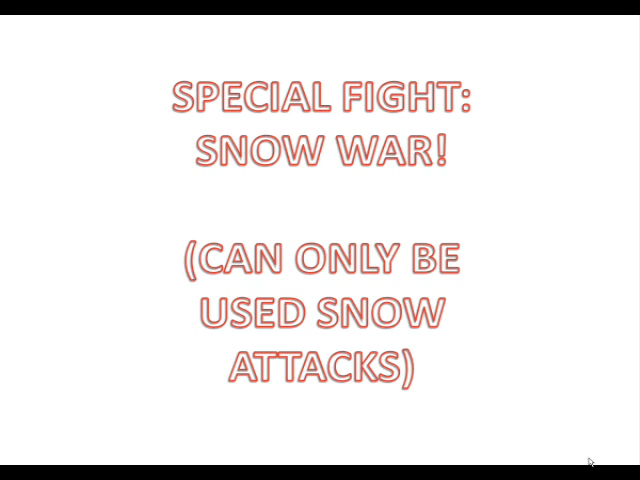 SPECIAL FIGHT:
SNOW WAR!
(CAN ONLY BE
USED SNOW
ATTACKS)